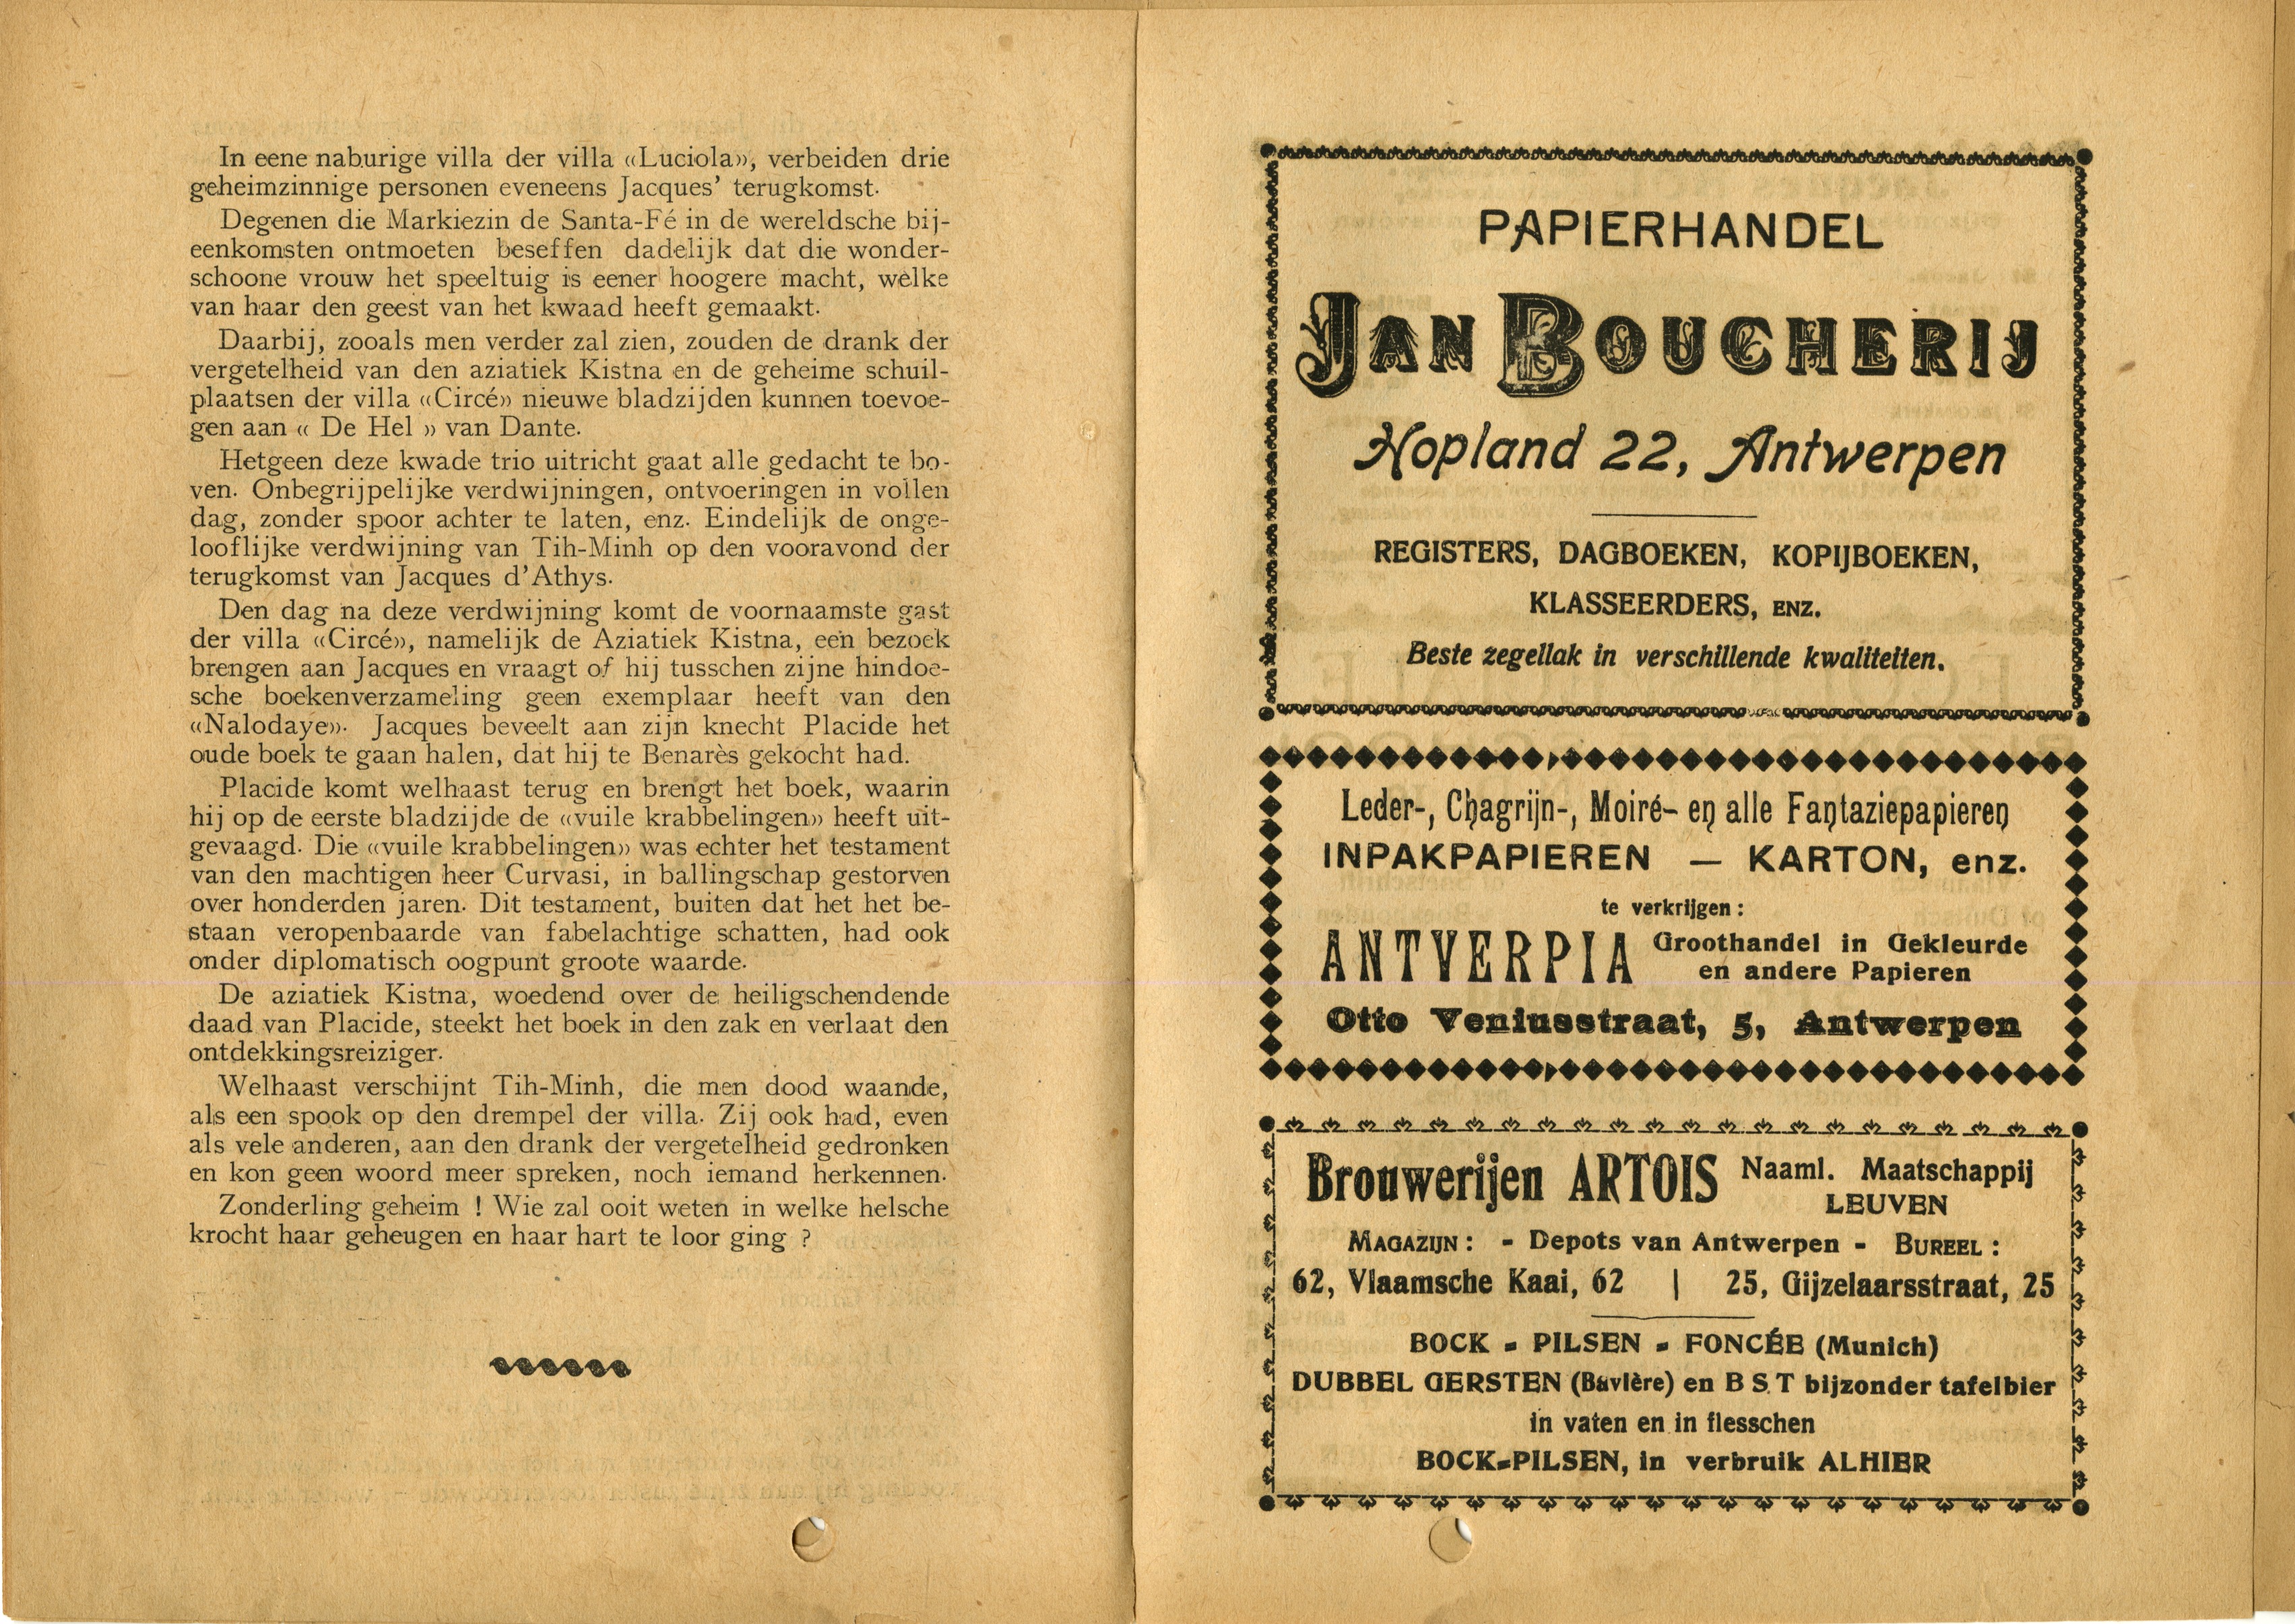 In eene naburige villa der villa «Luciola», verbeiden drie
geheimzinnige personen eveneens Jacques' terugkomst.
Degenen die Markiezin de Santa-Fé in de wereldsche bij-
eenkomsten ontmoeten beseffen dadelijk dat die wonder-
schoone vrouw het speeltuig is eener hoogere macht, welke
van haar den geest van het kwaad heeft gemaakt.
Daarbij, zooals men verder zal zien, zouden de drank der
vergetelheid van den aziatiek Kistna en de geheime schuil-
plaatsen der villa «Circé» nieuwe bladzijden kunnen toevoe-
gen aan « De Hel » van Dante.
Hetgeen deze kwade trio uitricht gaat alle gedacht te bo-
ven. Onbegrijpelijke verdwijningen, ontvoeringen in vollen
dag, zonder spoor achter te laten, enz. Eindelijk de onge-
looflijke verdwijning van Tih-Minh op den vooravond der
terugkomst van Jacques d'Athys.
Den dag na deze verdwijning komt de voornaamste gast
der villa «Circé», namelijk de Aziatiek Kistna, een bezoek
brengen aan Jacques en vraagt of hij tusschen zijne hindoe-
sche boekenverzameling geen exemplaar heeft van den
«Nalodaye». Jacques beveelt aan zijn knecht Placide het
oude boek te gaan halen, dat hij te Benarès gekocht had.
Placide komt welhaast terug en brengt het boek, waarin
hij op de eerste bladzijde de «vuile krabbelingen» heeft uit-
gevaagd. Die «vuile krabbelingen» was echter het testament
van den machtigen heer Curvasi, in ballingschap gestorven
over honderden jaren. Dit testament, buiten dat het het be-
staan veropenbaarde van fabelachtige schatten, had ook
onder diplomatisch oogpunt groote waarde.
De aziatiek Kistna, woedend over de heiligschendende
daad van Placide, steekt het boek in den zak en verlaat den
ontdekkingsreiziger.
Welhaast verschijnt Tih-Minh, die men dood waande,
als een spook op den drempel der villa. Zij ook had, even
als vele anderen, aan den drank der vergetelheid gedronken
en kon geen woord meer spreken, noch iemand herkennen.
Zonderling geheim ! Wie zal ooit weten in welke helsche
krocht haar geheugen en haar hart te loor ging ?
PAPIERHANDEL
JAN BOUCHERIJ
Hopland 22, Antwerpen
REGISTERS, DAGBOEKEN, KOPIJBOEKEN,
KLASSEERDERS, ENZ.
Beste zegellak in verschillende kwaliteiten.
Leder-, Chagrijn-, Moiré- en alle Fantaziepapieren
INPAKPAPIEREN — KARTON, enz.
te verkrijgen :
ANTVERPIA Groothandel in Gekleurde
en andere Papieren
Otto Veniusstraat, 5, Antwerpen
Brouwerijen ARTOIS Naaml. Maatschappij
LEUVEN
MAGAZIJN : - Depots van Antwerpen - BUREEL :
62, Vlaamsche Kaai, 62 | 25, Gijzelaarsstraat, 25
BOCK - PILSEN - FONCÉE (Munich)
DUBBEL GERSTEN (Bavière) en B S T bijzonder tafelbier
in vaten en in flesschen
BOCK-PILSEN, in verbruik ALHIER